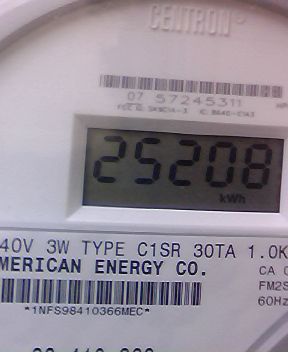 CENTRON®
07 57245311
25208
kWh
40V 3W TYPE C1SR 30TA 1.0K
MERICAN ENERGY CO.
CA 0
FM2S
60Hz
*1NFS98410366MEC*